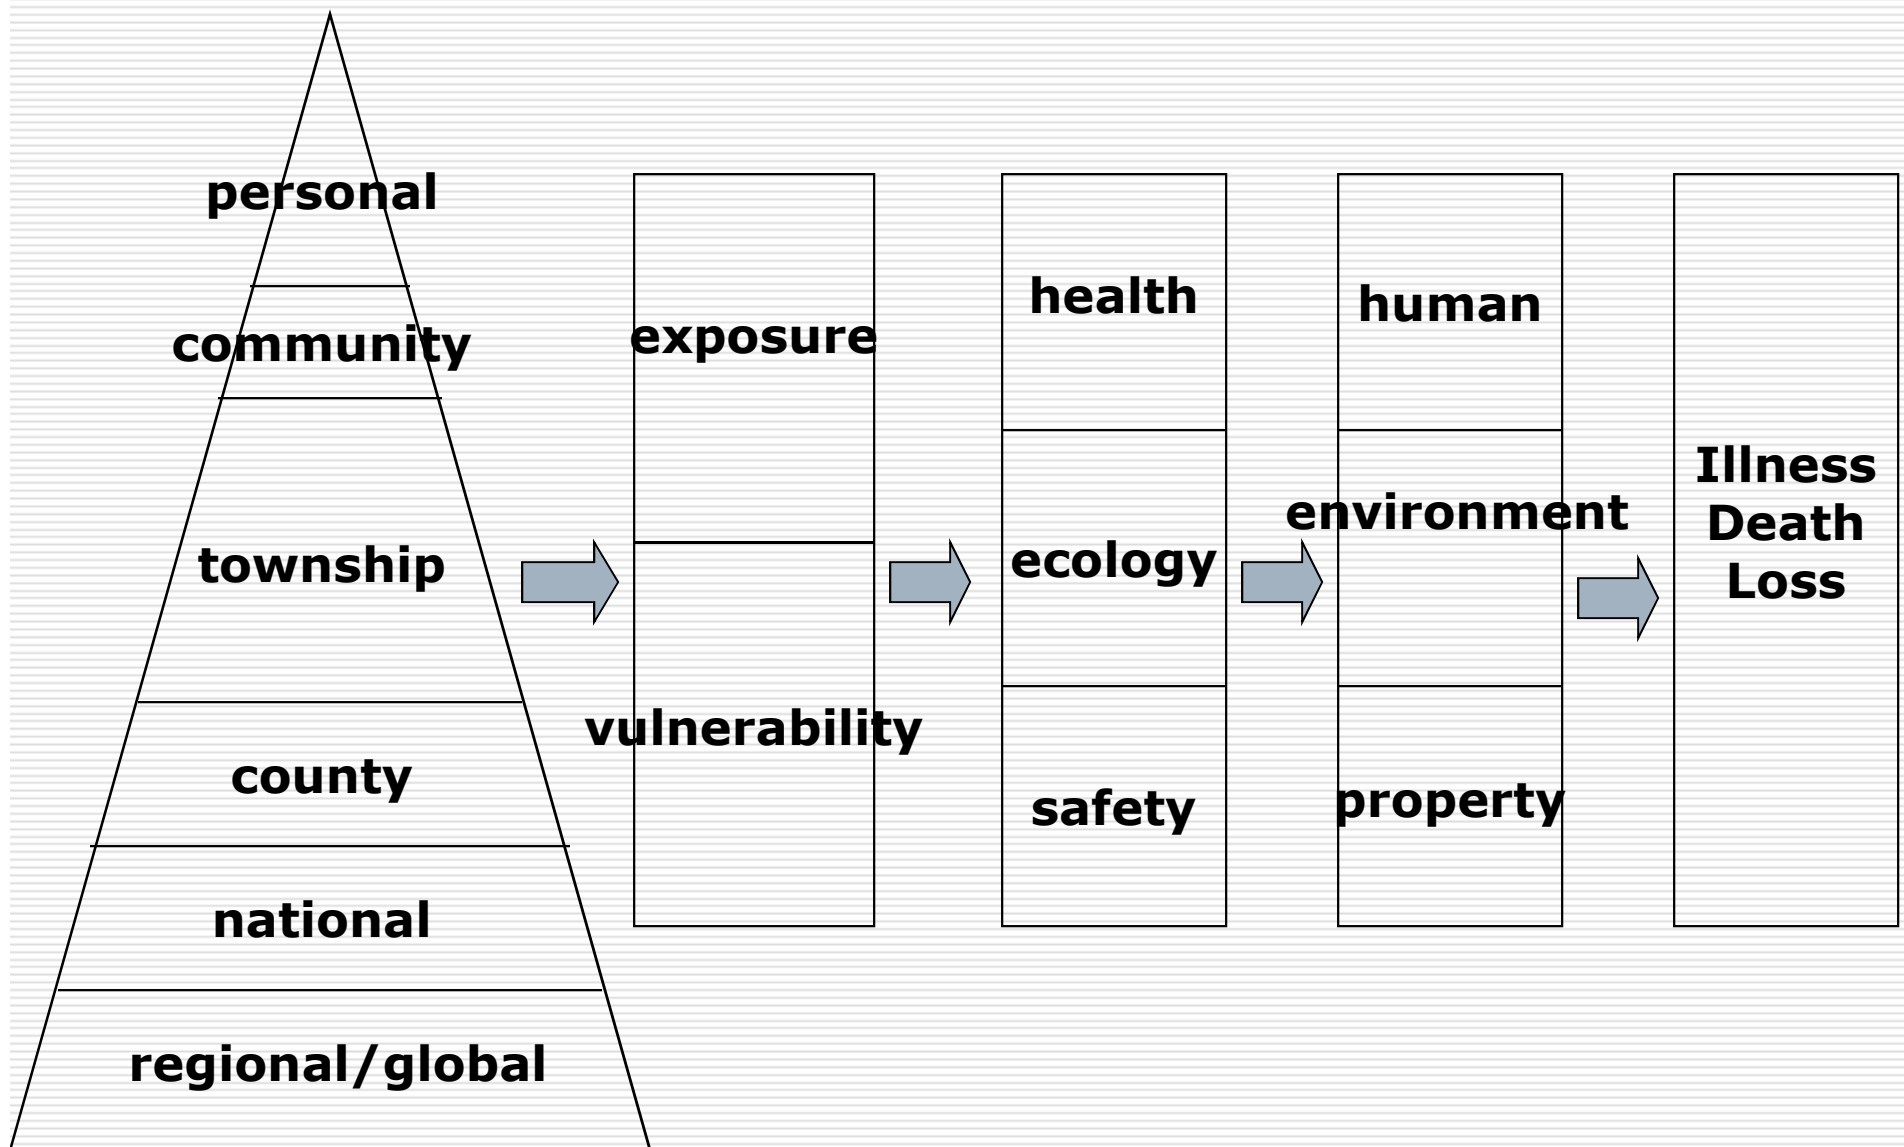 personal
community
township
county
national
regional/global
exposure
vulnerability
health
ecology
safety
human
environment
property
Illness
Death
Loss